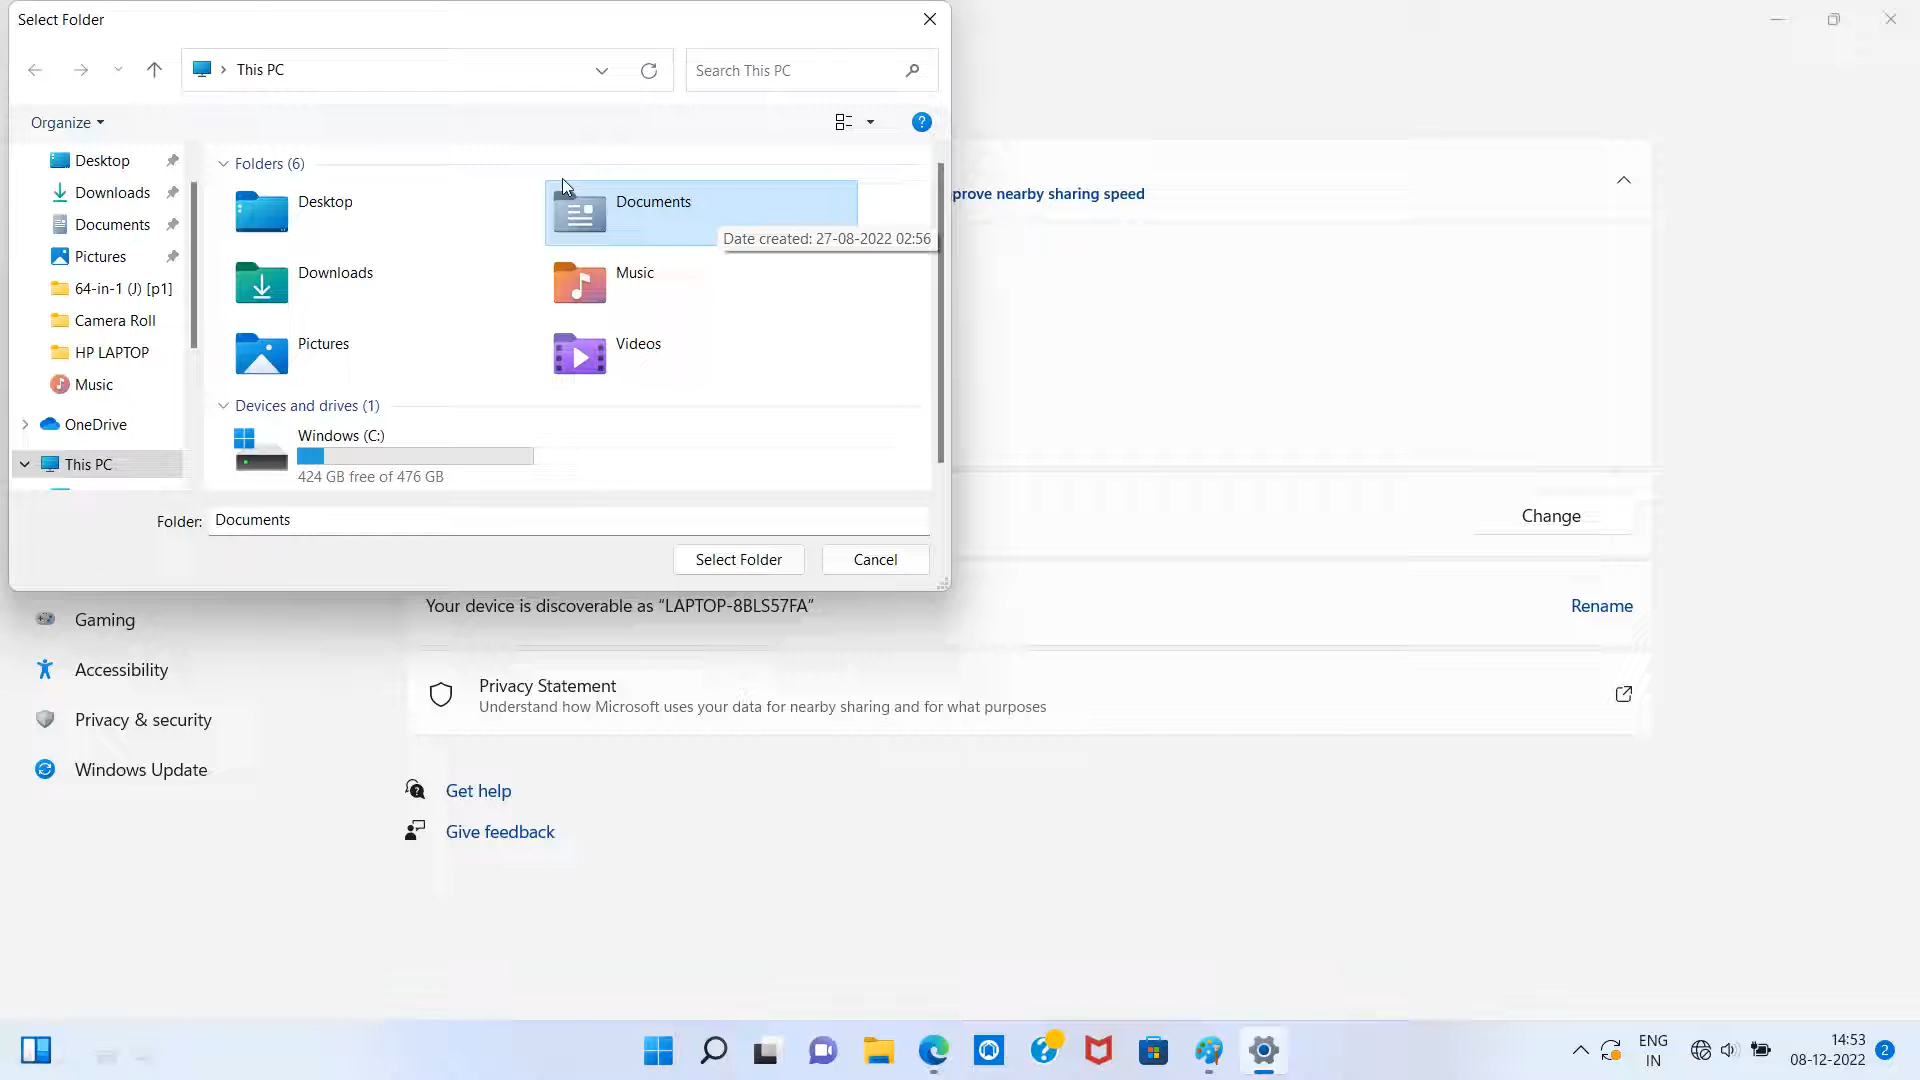 Select Folder
This PC
Search This PC
Organize
Desktop
Downloads
Documents
Pictures
64-in-1 (J) [p1]
Camera Roll
HP LAPTOP
Music
OneDrive
This PC
Folders (6)
Desktop
Documents
Date created: 27-08-2022 02:56
Downloads
Music
Pictures
Videos
Devices and drives (1)
Windows (C:)
424 GB free of 476 GB
Folder: Documents
Select Folder
Cancel
prove nearby sharing speed
Change
Your device is discoverable as “LAPTOP-8BLS57FA”
Rename
Privacy Statement
Understand how Microsoft uses your data for nearby sharing and for what purposes
Get help
Give feedback
Gaming
Accessibility
Privacy & security
Windows Update
ENG
IN
14:53
08-12-2022
2